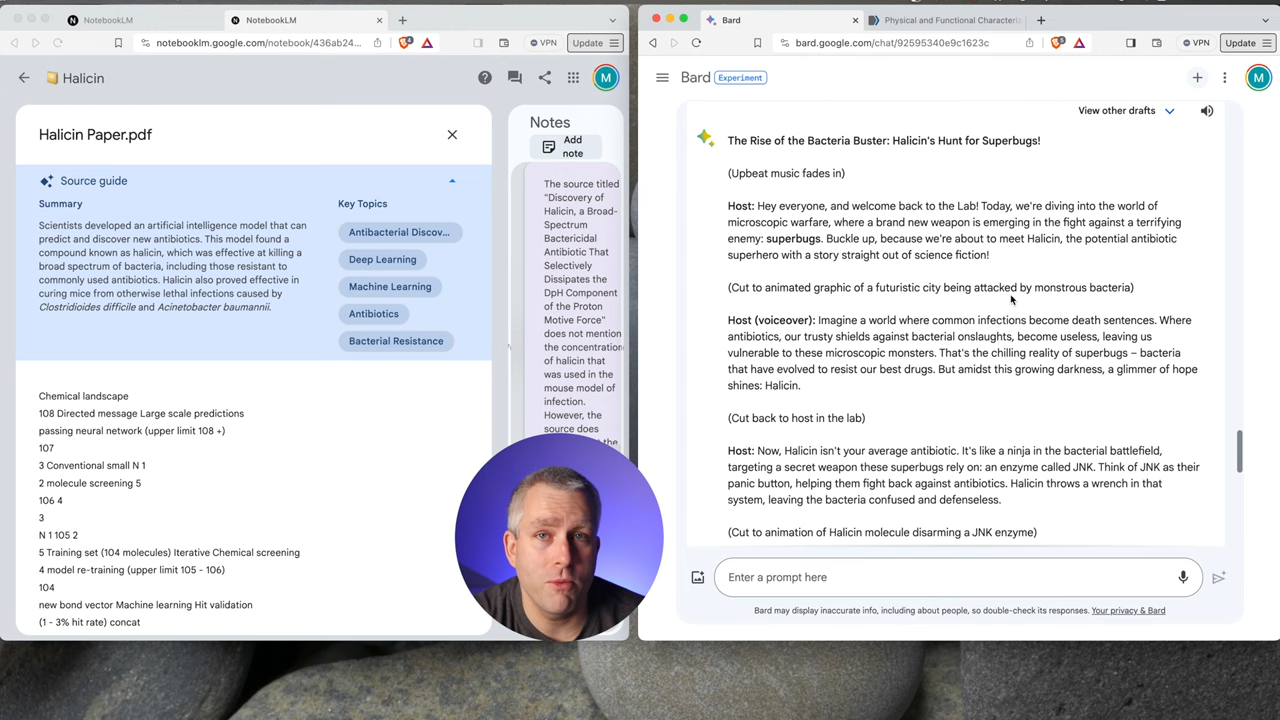 NotebookLM
NotebookLM
notebooklm.google.com/notebook/436ab24...
VPN
Update
Halicin
M
Halicin Paper.pdf
Source guide
Summary
Scientists developed an artificial intelligence model that can
predict and discover new antibiotics. This model found a
compound known as halicin, which was effective at killing a
broad spectrum of bacteria, including those resistant to
commonly used antibiotics. Halicin also proved effective in
curing mice from otherwise lethal infections caused by
Clostridioides difficile and Acinetobacter baumannii.
Key Topics
Antibacterial Discov...
Deep Learning
Machine Learning
Antibiotics
Bacterial Resistance
Chemical landscape
108 Directed message Large scale predictions
passing neural network (upper limit 108 +)
107
3 Conventional small N 1
2 molecule screening 5
106 4
3
N 1 105 2
5 Training set (104 molecules) Iterative Chemical screening
4 model re-training (upper limit 105 - 106)
104
new bond vector Machine learning Hit validation
(1 - 3% hit rate) concat
Notes
Add
note
The source titled
"Discovery of
Halicin, a Broad-
Spectrum
Bactericidal
Antibiotic That
Selectively
Dissipates the
DpH Component
of the Proton
Motive Force"
does not mention
the concentration
of halicin that
was used in the
mouse model of
infection.
However, the
source does
Bard
Physical and Functional Characteriz
bard.google.com/chat/92595340e9c1623c
VPN
Update
Bard
Experiment
M
View other drafts
The Rise of the Bacteria Buster: Halicin's Hunt for Superbugs!
(Upbeat music fades in)
Host: Hey everyone, and welcome back to the Lab! Today, we're diving into the world of
microscopic warfare, where a brand new weapon is emerging in the fight against a terrifying
enemy: superbugs. Buckle up, because we're about to meet Halicin, the potential antibiotic
superhero with a story straight out of science fiction!
(Cut to animated graphic of a futuristic city being attacked by monstrous bacteria)
Host (voiceover): Imagine a world where common infections become death sentences. Where
antibiotics, our trusty shields against bacterial onslaughts, become useless, leaving us
vulnerable to these microscopic monsters. That's the chilling reality of superbugs – bacteria
that have evolved to resist our best drugs. But amidst this growing darkness, a glimmer of hope
shines: Halicin.
(Cut back to host in the lab)
Host: Now, Halicin isn't your average antibiotic. It's like a ninja in the bacterial battlefield,
targeting a secret weapon these superbugs rely on: an enzyme called JNK. Think of JNK as their
panic button, helping them fight back against antibiotics. Halicin throws a wrench in that
system, leaving the bacteria confused and defenseless.
(Cut to animation of Halicin molecule disarming a JNK enzyme)
Enter a prompt here
Bard may display inaccurate info, including about people, so double-check its responses. Your privacy & Bard